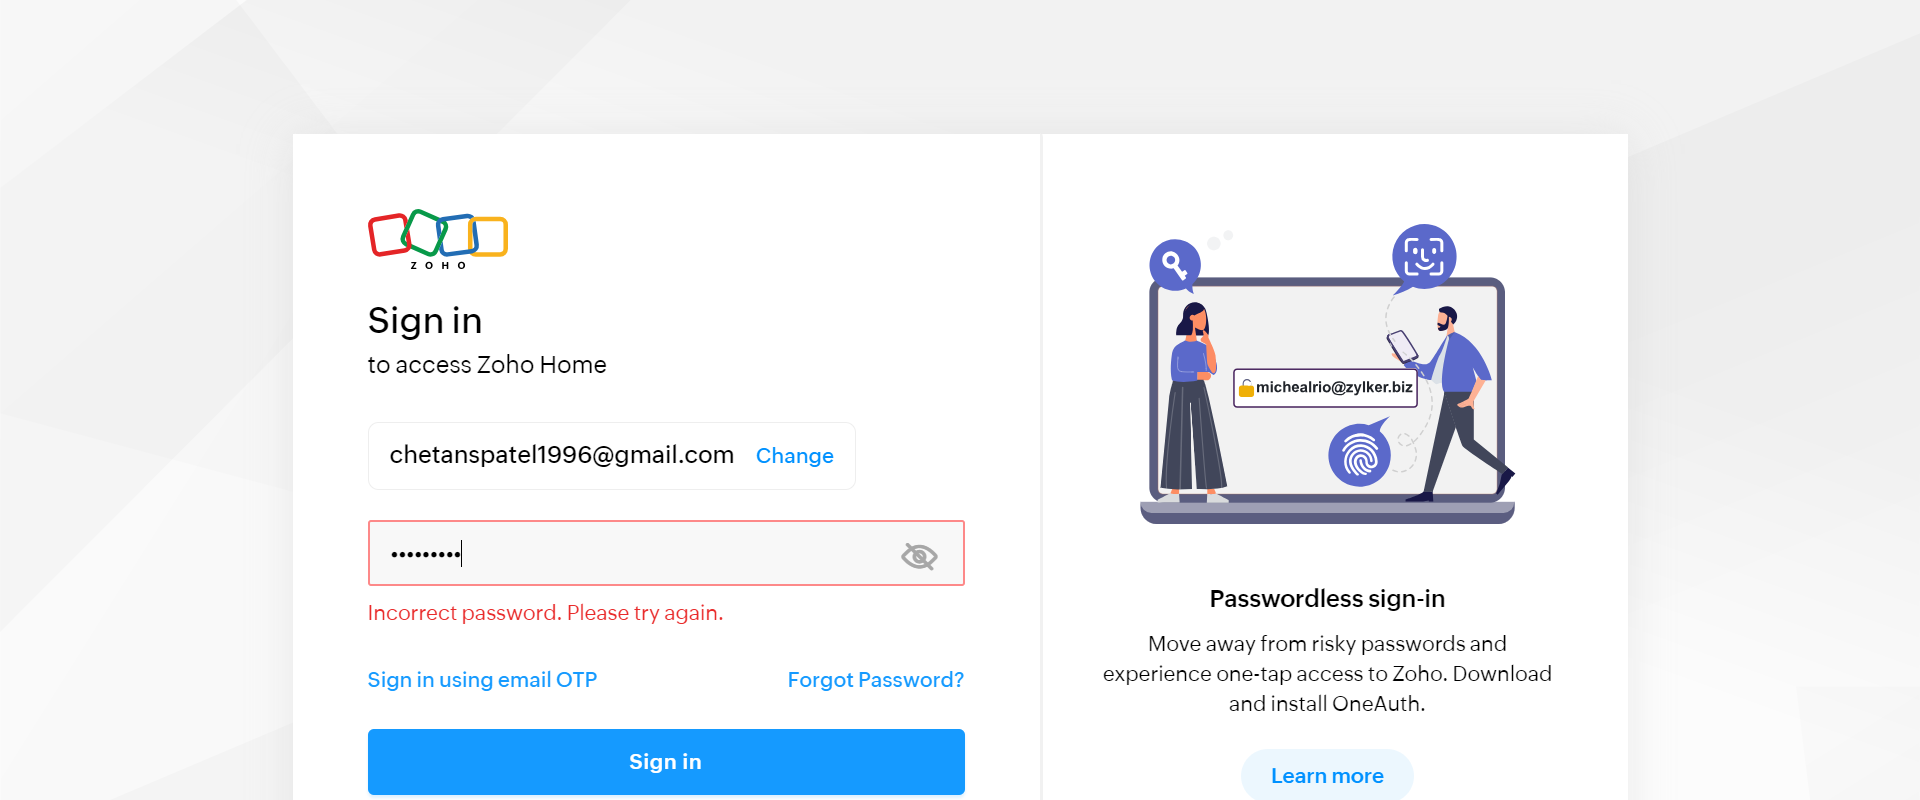 ZOHO
Sign in
to access Zoho Home
chetanspatel1996@gmail.com Change
•••••••••
Incorrect password. Please try again.
Sign in using email OTP Forgot Password?
Sign in
michealrio@zylker.biz
Passwordless sign-in
Move away from risky passwords and
experience one-tap access to Zoho. Download
and install OneAuth.
Learn more